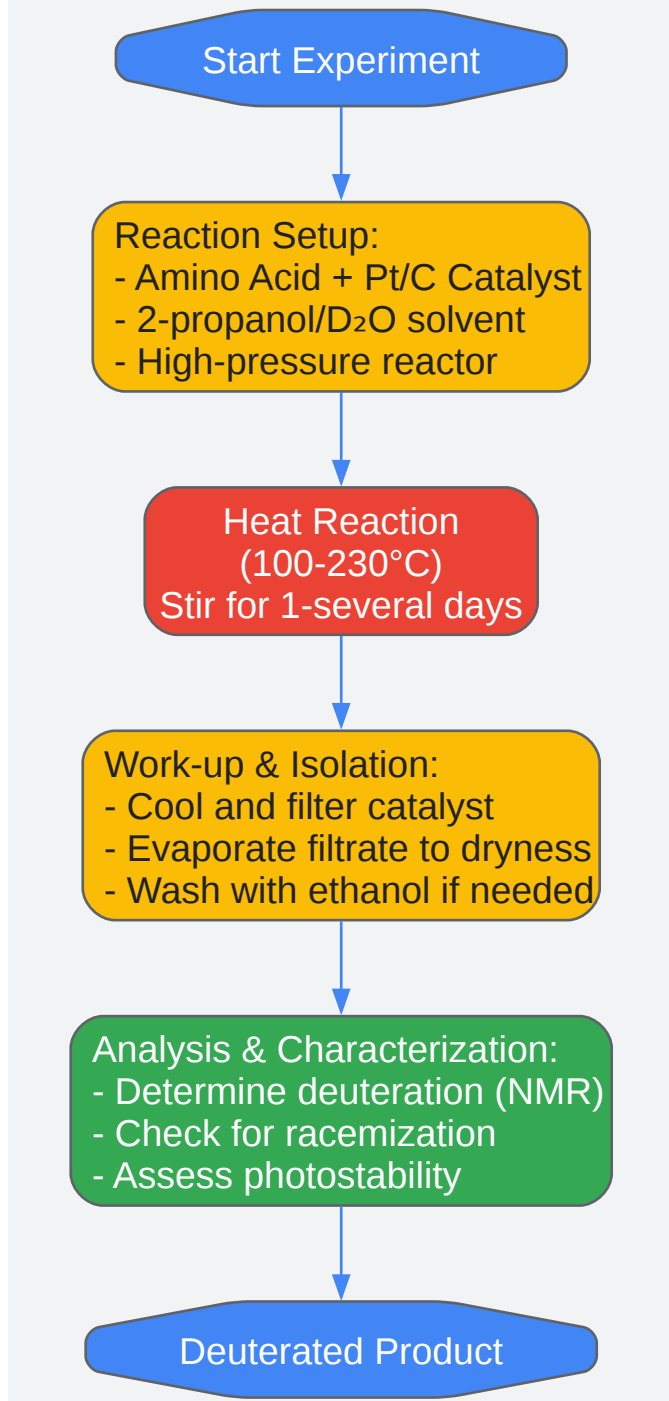 Start Experiment
Reaction Setup:
- Amino Acid + Pt/C Catalyst
- 2-propanol/D₂O solvent
- High-pressure reactor
Heat Reaction
(100-230°C)
Stir for 1-several days
Work-up & Isolation:
- Cool and filter catalyst
- Evaporate filtrate to dryness
- Wash with ethanol if needed
Analysis & Characterization:
- Determine deuteration (NMR)
- Check for racemization
- Assess photostability
Deuterated Product